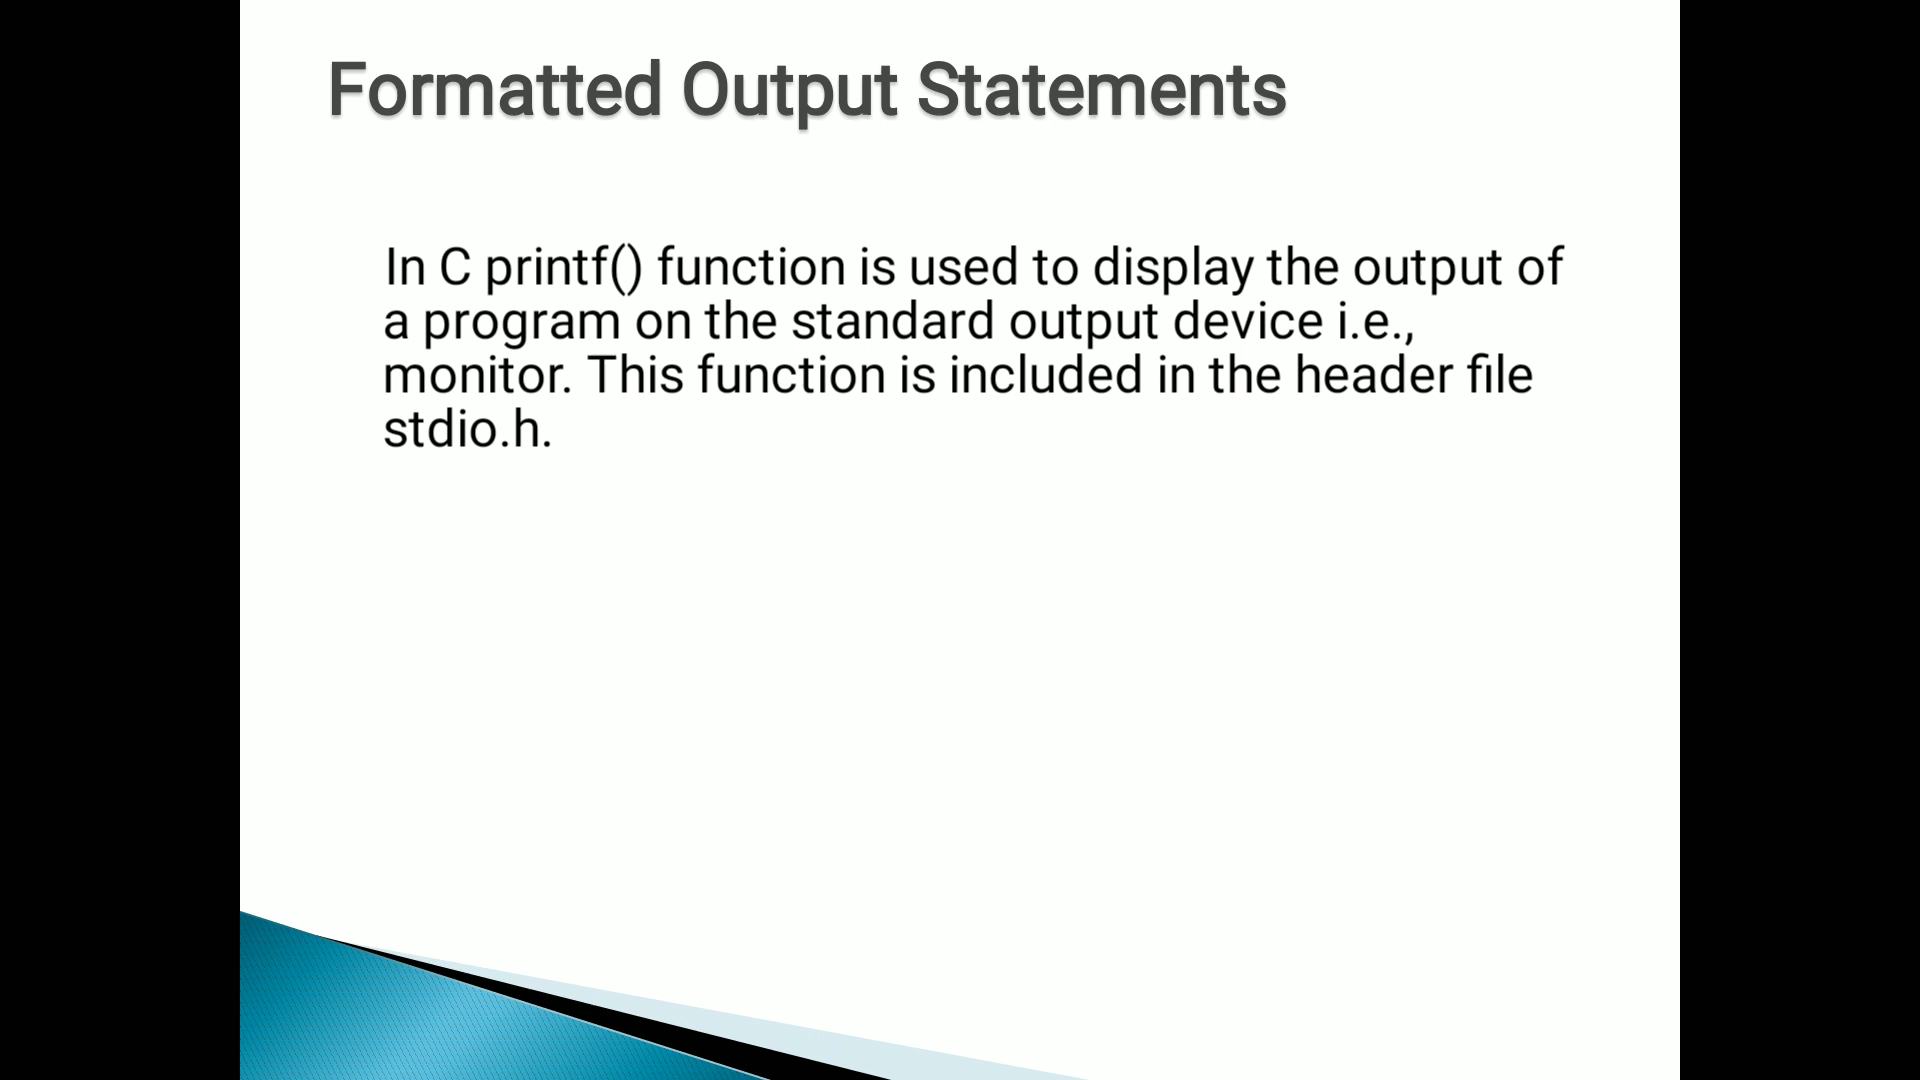 Formatted Output Statements
In C printf() function is used to display the output of
a program on the standard output device i.e.,
monitor. This function is included in the header file
stdio.h.